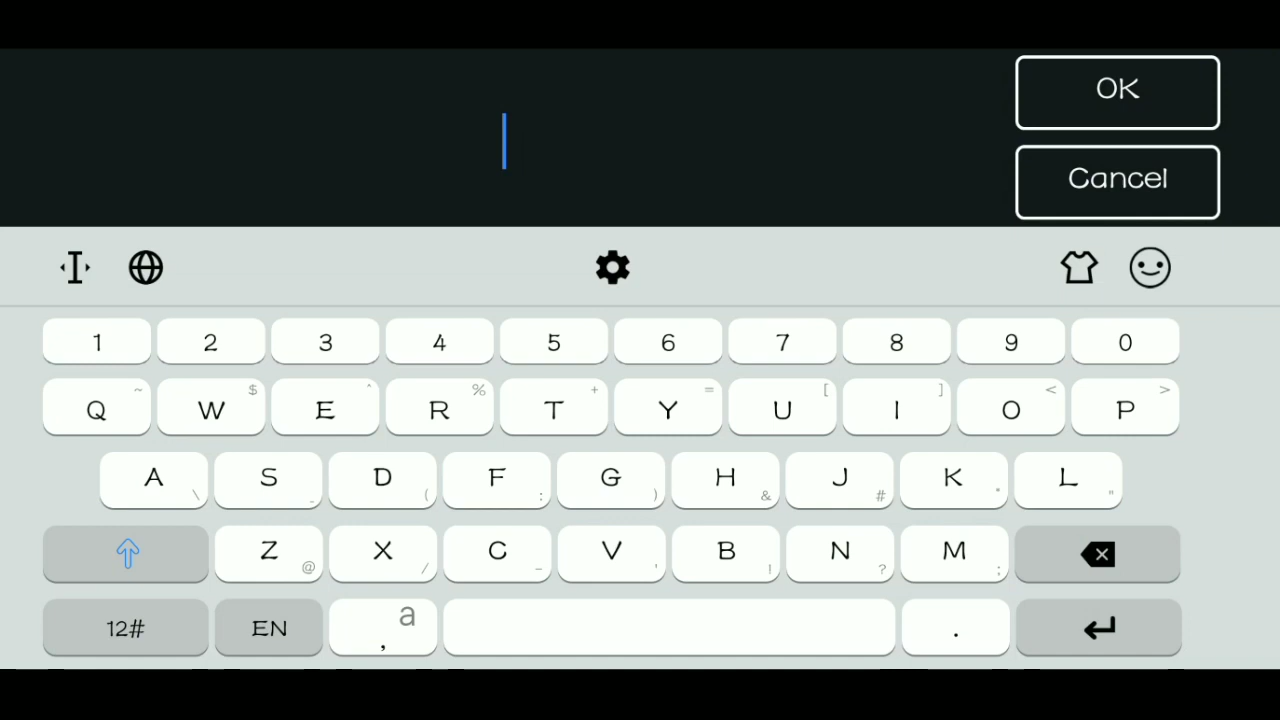 OK
Cancel
1 2 3 4 5 6 7 8 9 0
Q ~ W $ E ^ R % T + Y = U [ I ] O < P >
A \ S _ D ( F : G ) H & J # K * L "
Z @ X / C - V ' B ! N ? M ;
12# EN , a .